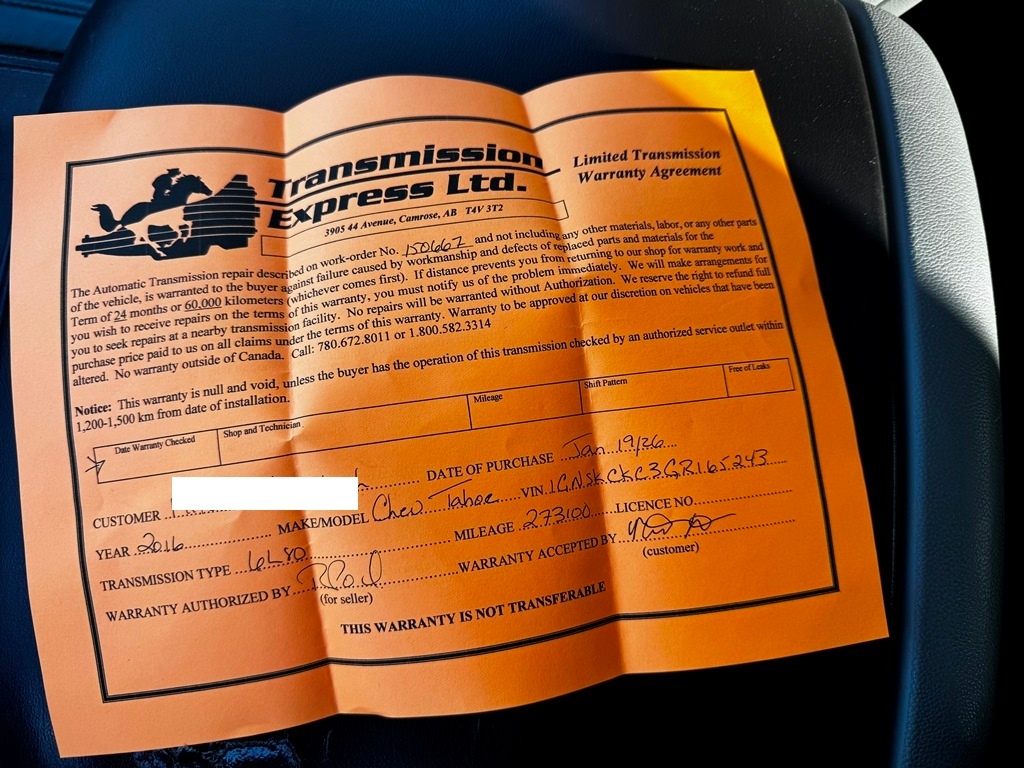 Transmission
Express Ltd.
3905 44 Avenue, Camrose, AB T4V 3T2
Limited Transmission
Warranty Agreement
The Automatic Transmission repair described on work-order No. 150667 and not including any other materials, labor, or any other parts
of the vehicle, is warranted to the buyer against failure caused by workmanship and defects of replaced parts and materials for the
Term of 24 months or 60,000 kilometers (whichever comes first). If distance prevents you from returning to our shop for warranty work and
you wish to receive repairs on the terms of this warranty, you must notify us of the problem immediately. We will make arrangements for
you to seek repairs at a nearby transmission facility. No repairs will be warranted without Authorization. We reserve the right to refund full
purchase price paid to us on all claims under the terms of this warranty. Warranty to be approved at our discretion on vehicles that have been
altered. No warranty outside of Canada. Call: 780.672.8011 or 1.800.582.3314
Notice: This warranty is null and void, unless the buyer has the operation of this transmission checked by an authorized service outlet within
1,200-1,500 km from date of installation.
Date Warranty Checked Shop and Technician Mileage Shift Pattern Free of Leaks
CUSTOMER DATE OF PURCHASE Jan 19/26
YEAR 2016 MAKE/MODEL Chev Tahoe VIN 1GNSKCKC3GR165243
TRANSMISSION TYPE 6L80 MILEAGE 273100 LICENCE NO.
WARRANTY AUTHORIZED BY WARRANTY ACCEPTED BY
(for seller) (customer)
THIS WARRANTY IS NOT TRANSFERABLE